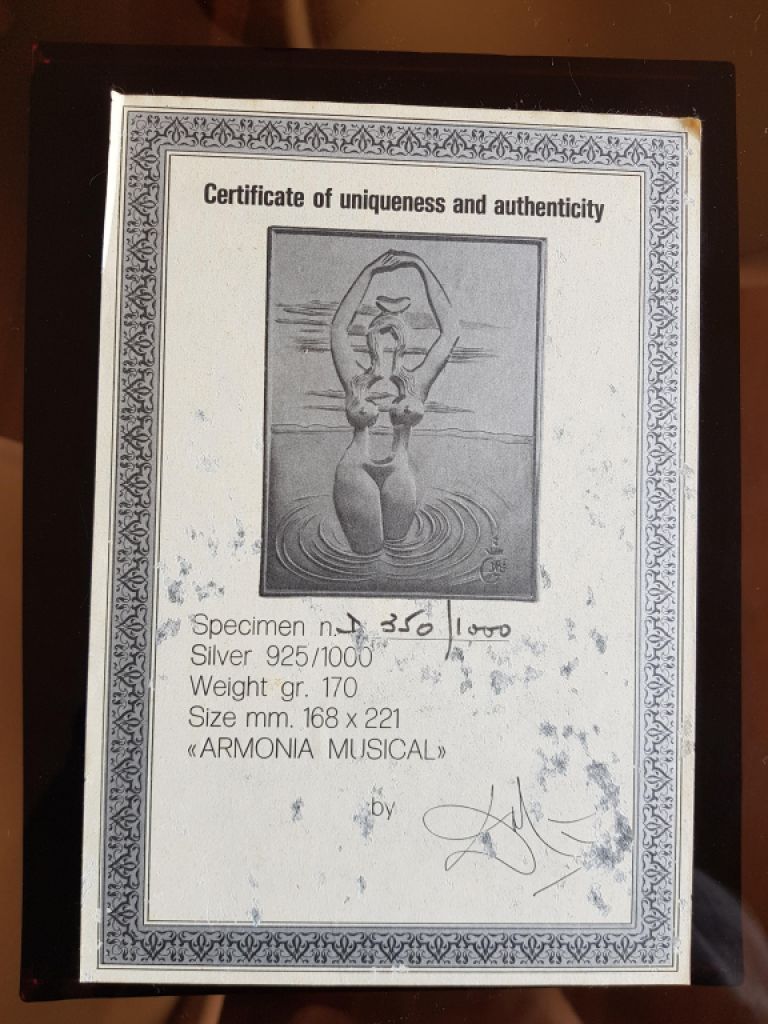 Certificate of uniqueness and authenticity
Specimen n. D 350/1000
Silver 925/1000
Weight gr. 170
Size mm. 168 x 221
«ARMONIA MUSICAL»
by